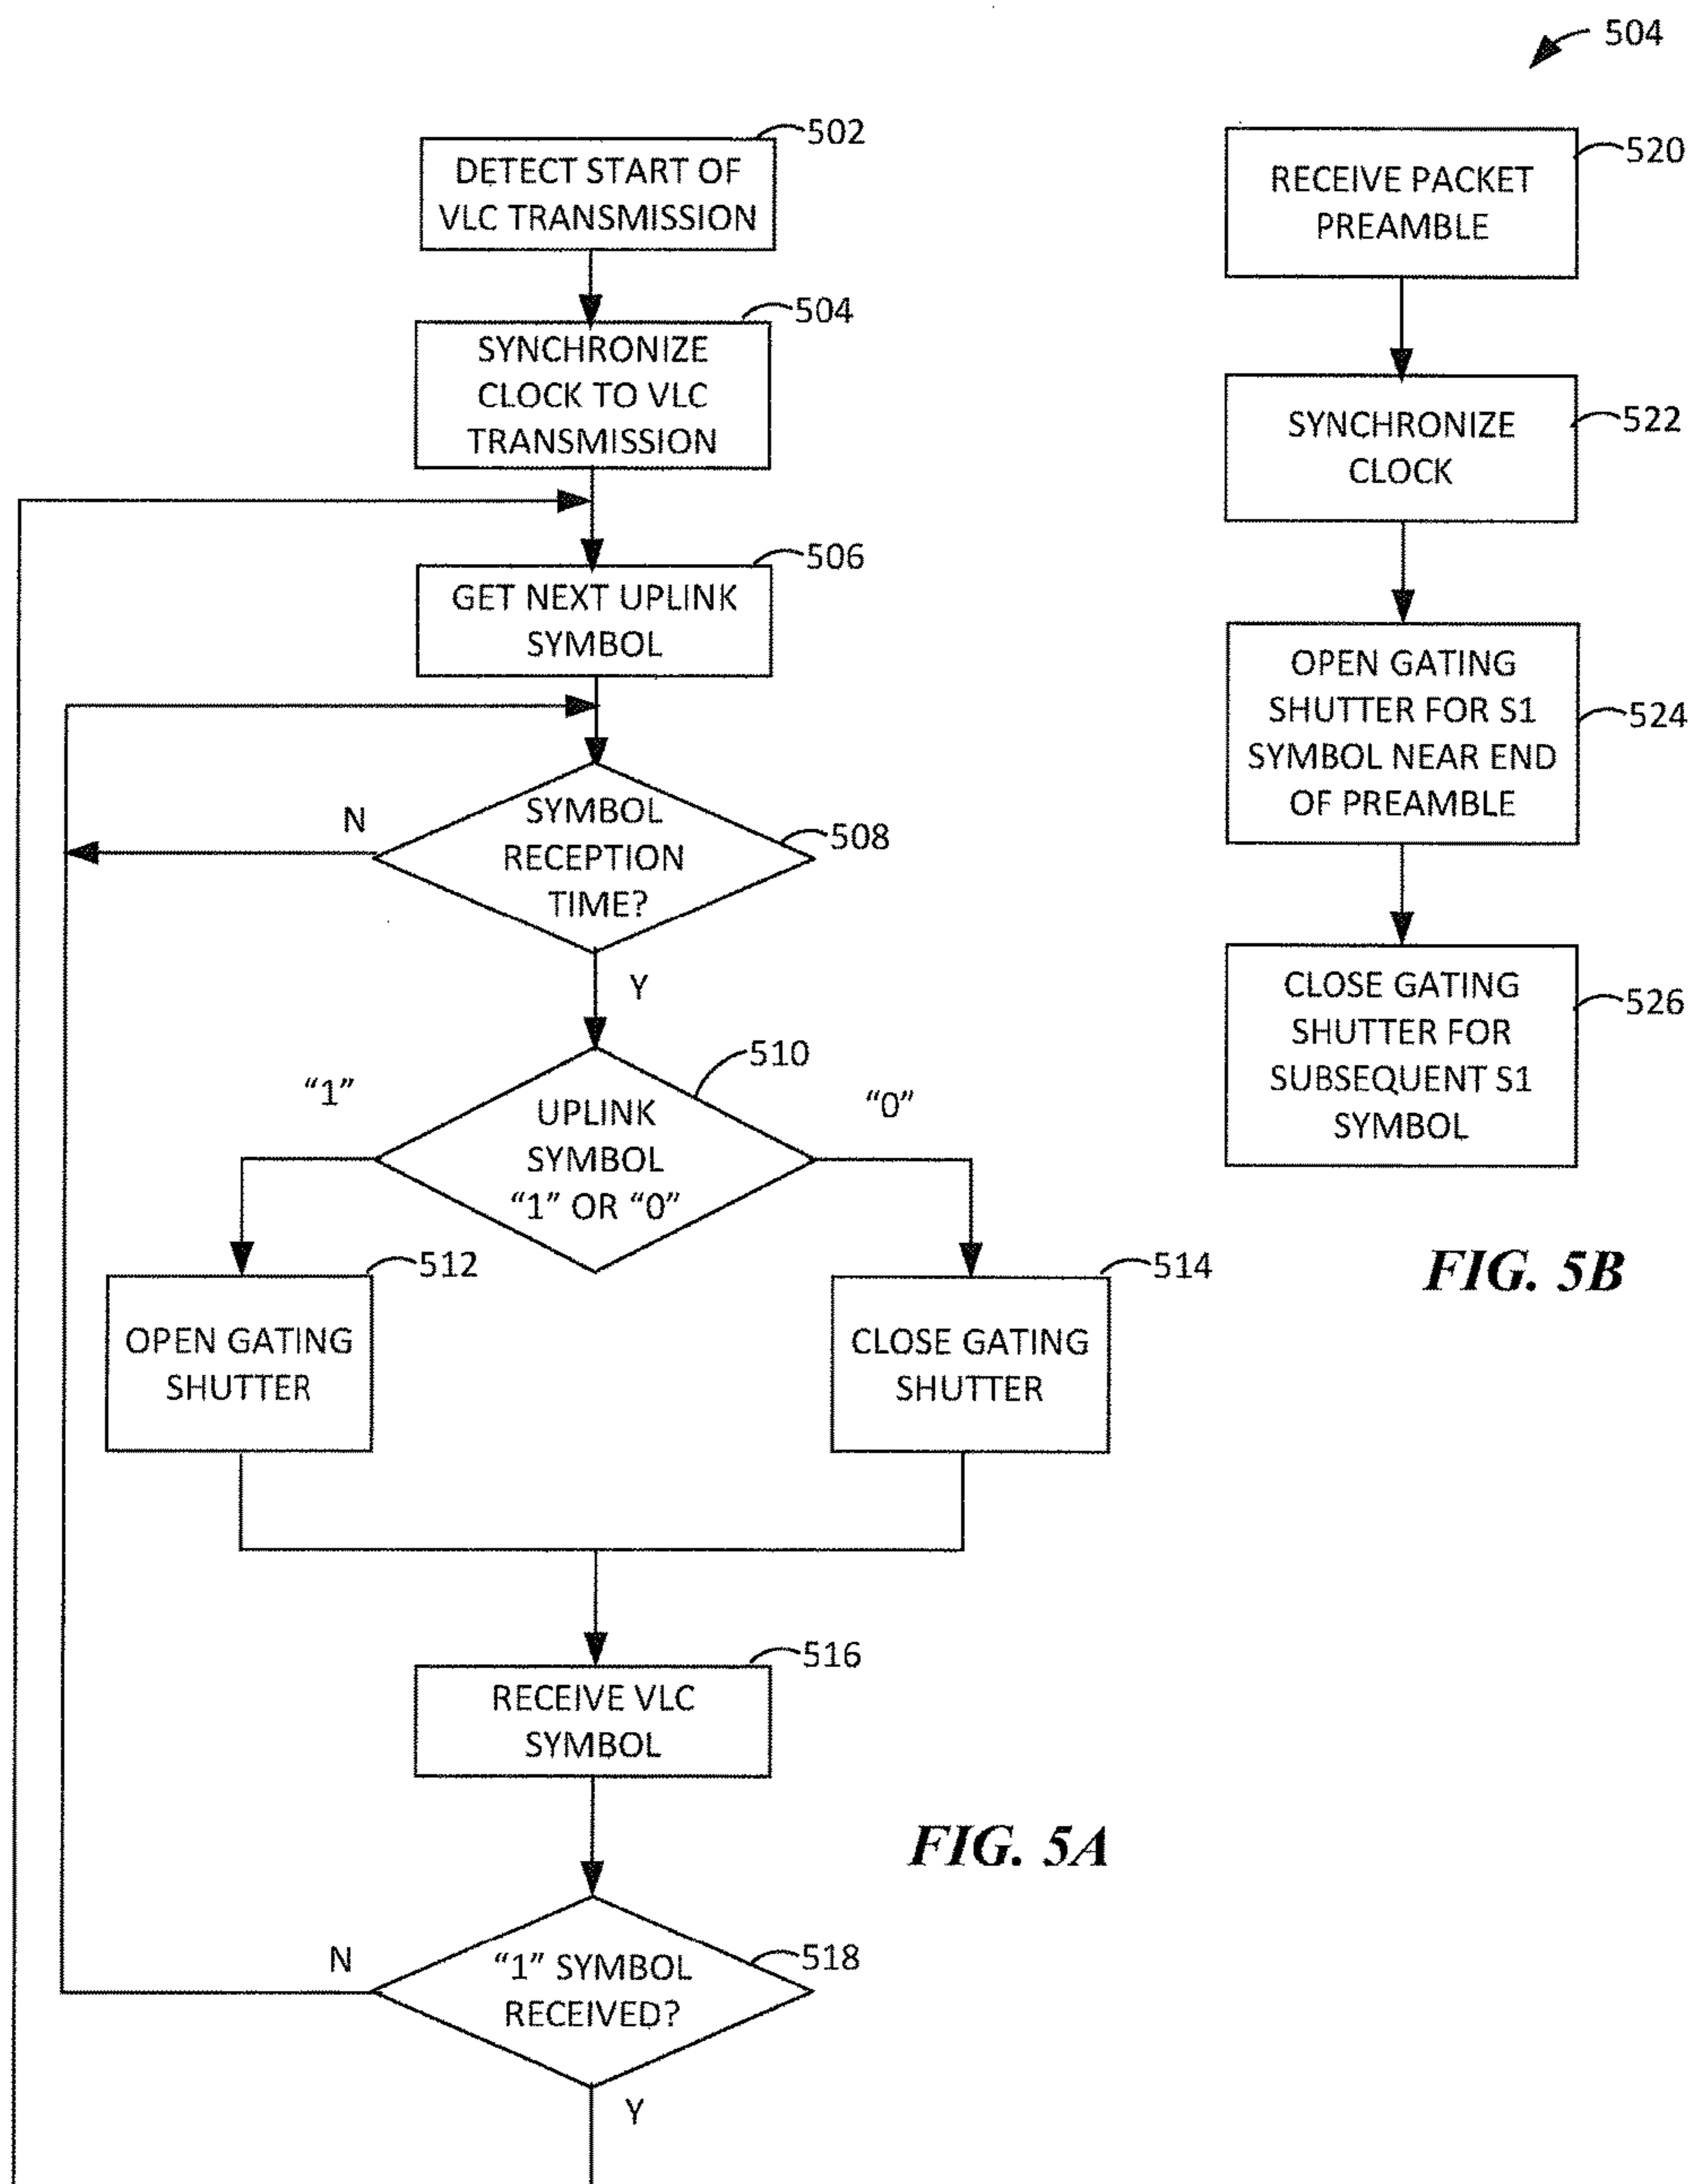 502
DETECT START OF
VLC TRANSMISSION
504
SYNCHRONIZE
CLOCK TO VLC
TRANSMISSION
506
GET NEXT UPLINK
SYMBOL
N
SYMBOL
RECEPTION
TIME?
508
Y
510
“1”
UPLINK
SYMBOL
“1” OR “0”
“0”
512
OPEN GATING
SHUTTER
514
CLOSE GATING
SHUTTER
516
RECEIVE VLC
SYMBOL
FIG. 5A
N
“1” SYMBOL
RECEIVED?
518
Y
504
520
RECEIVE PACKET
PREAMBLE
522
SYNCHRONIZE
CLOCK
OPEN GATING
SHUTTER FOR S1
SYMBOL NEAR END
OF PREAMBLE
524
CLOSE GATING
SHUTTER FOR
SUBSEQUENT S1
SYMBOL
526
FIG. 5B